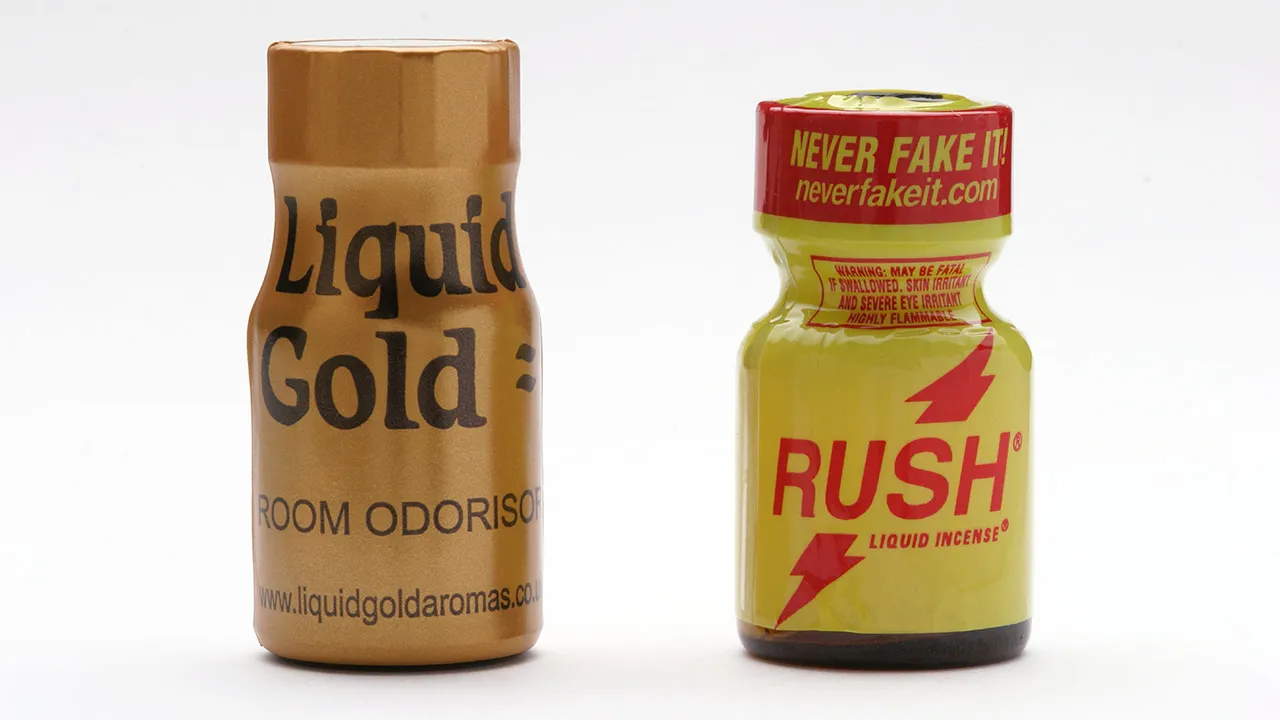 Liquid
Gold =
ROOM ODORISOR
www.liquidgoldaromas.co.u
NEVER FAKE IT!
neverfakeit.com
WARNING: MAY BE FATAL
IF SWALLOWED. SKIN IRRITANT
AND SEVERE EYE IRRITANT
HIGHLY FLAMMABLE
RUSH®
LIQUID INCENSE®